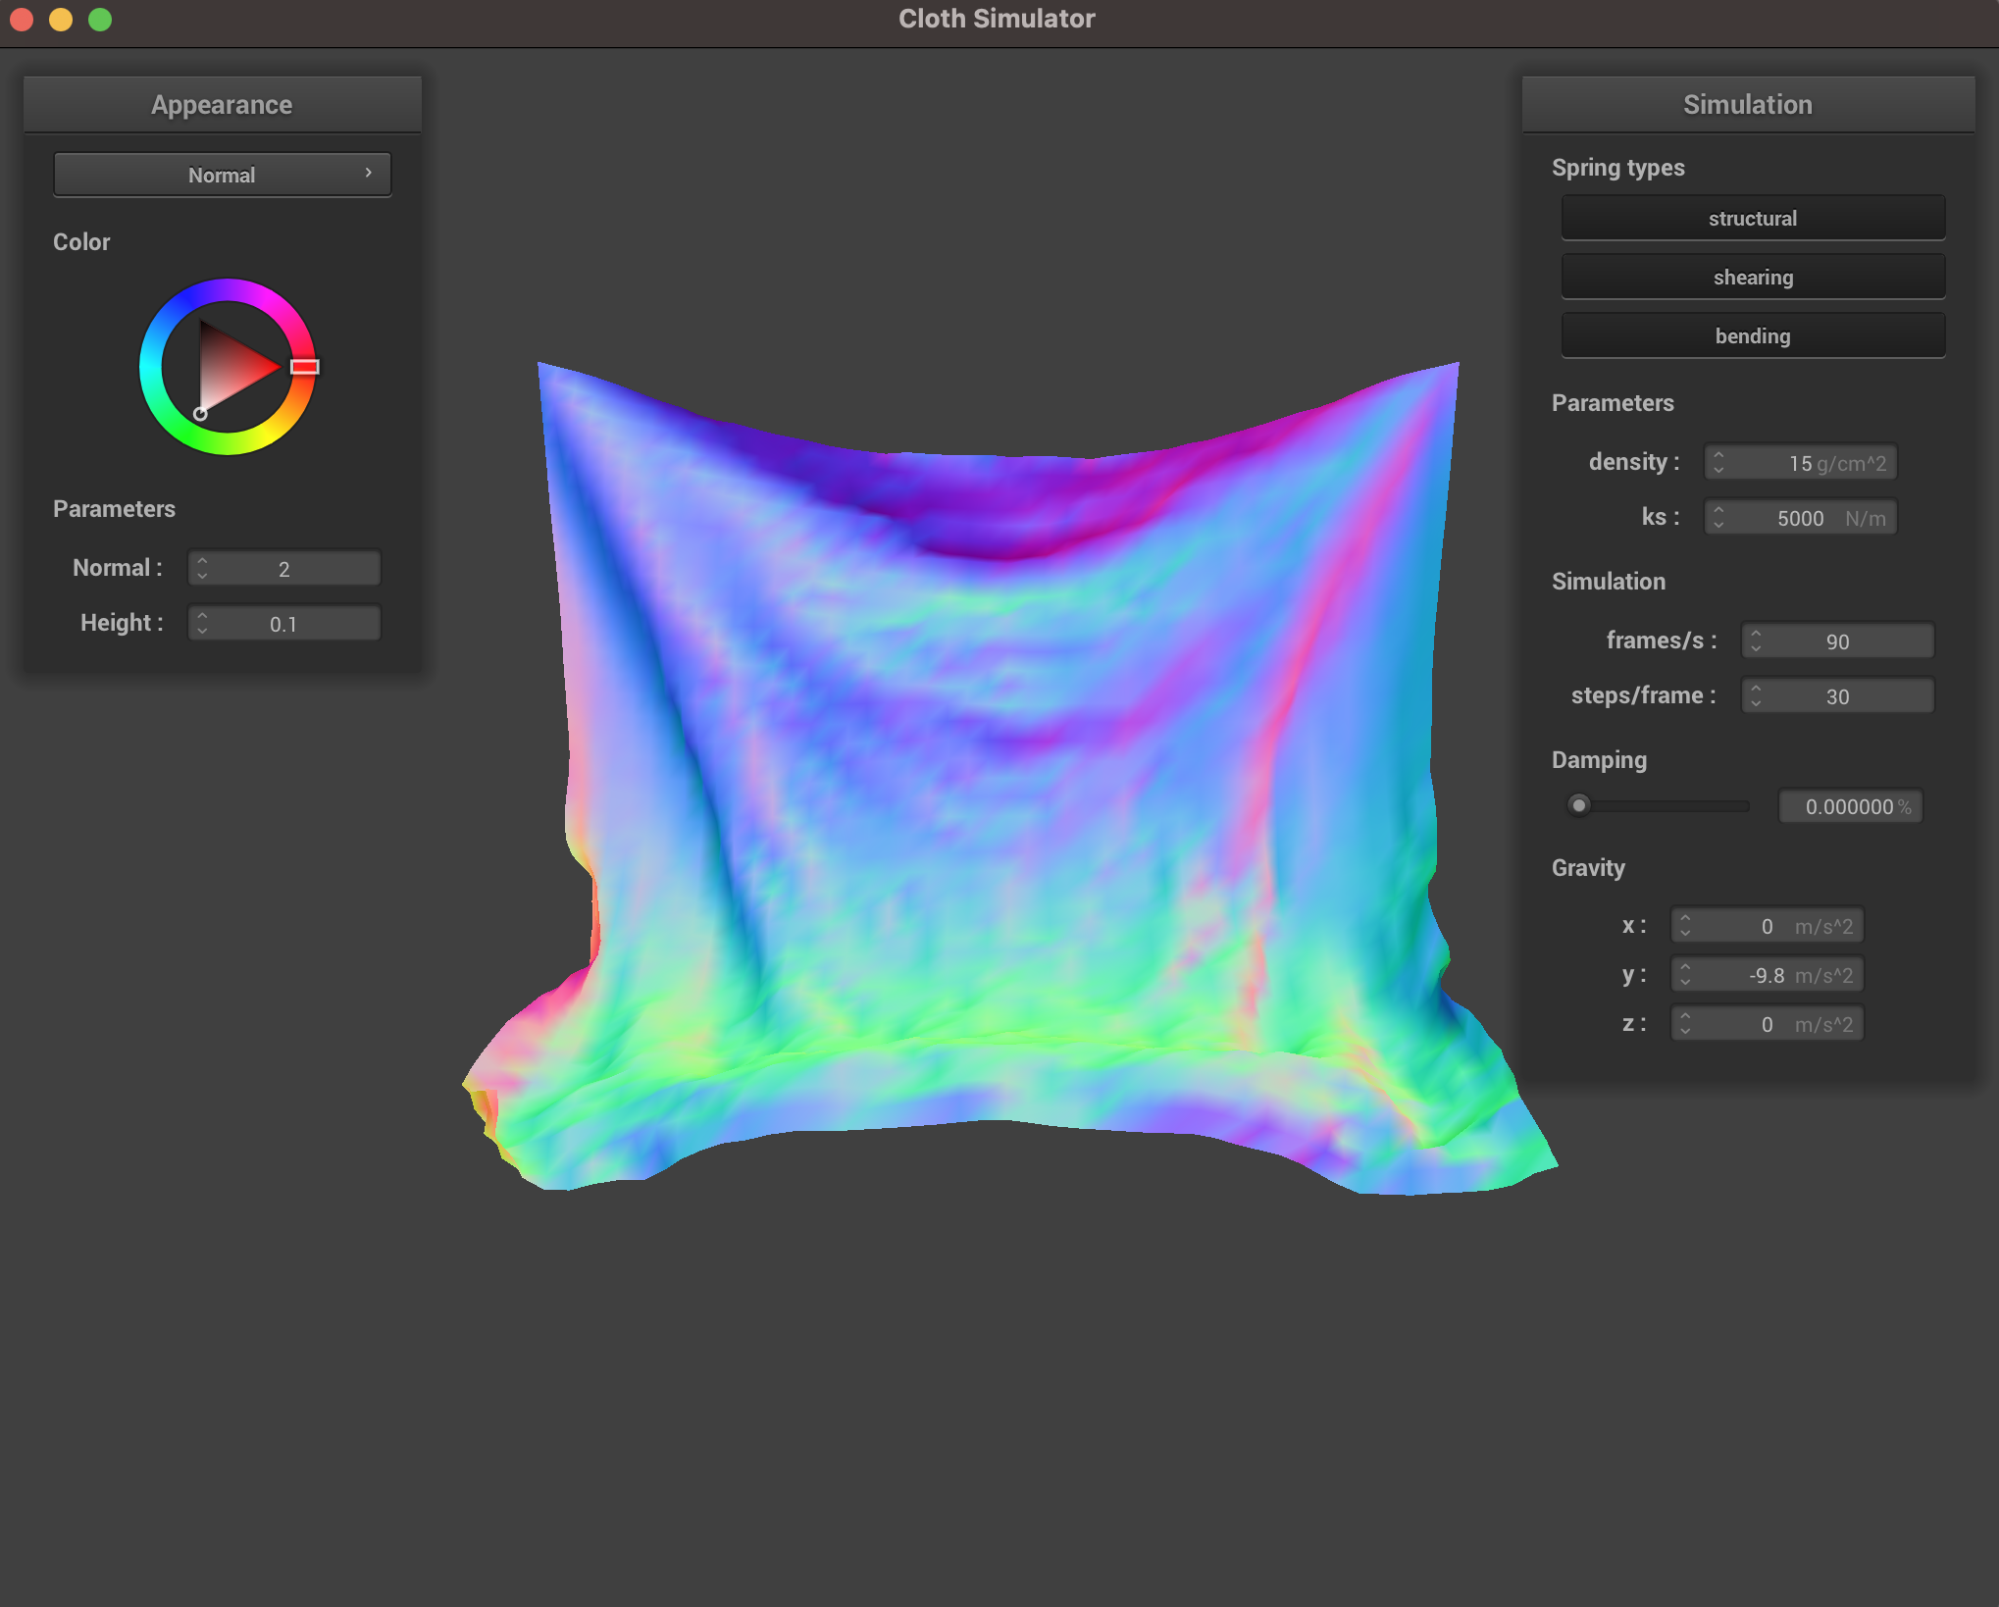 Cloth Simulator
Appearance
Normal
Color
Parameters
Normal : 2
Height : 0.1
Simulation
Spring types
structural
shearing
bending
Parameters
density : 15 g/cm^2
ks : 5000 N/m
Simulation
frames/s : 90
steps/frame : 30
Damping
0.000000 %
Gravity
x : 0 m/s^2
y : -9.8 m/s^2
z : 0 m/s^2